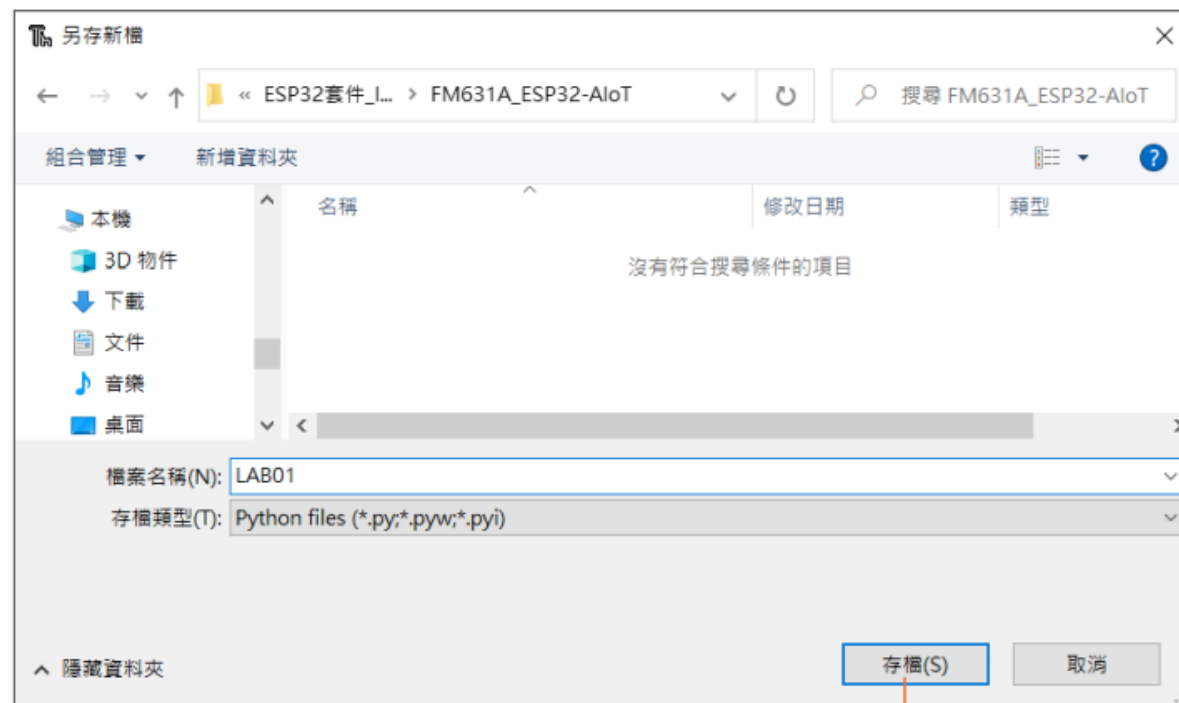 另存新檔
« ESP32套件_I... > FM631A_ESP32-AIoT
搜尋 FM631A_ESP32-AIoT
組合管理 新增資料夾
名稱 修改日期 類型
本機
沒有符合搜尋條件的項目
3D 物件
下載
文件
音樂
桌面
檔案名稱(N): LAB01
存檔類型(T): Python files (*.py;*.pyw;*.pyi)
隱藏資料夾 存檔(S) 取消